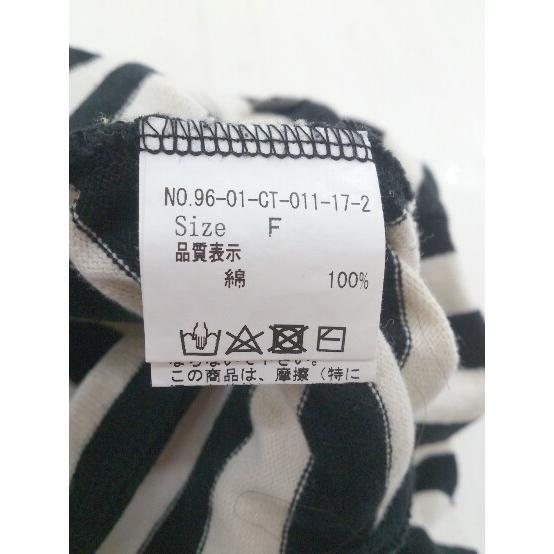 NO.96-01-CT-011-17-2
Size F
品質表示
綿 100%
この商品は、摩擦(特に